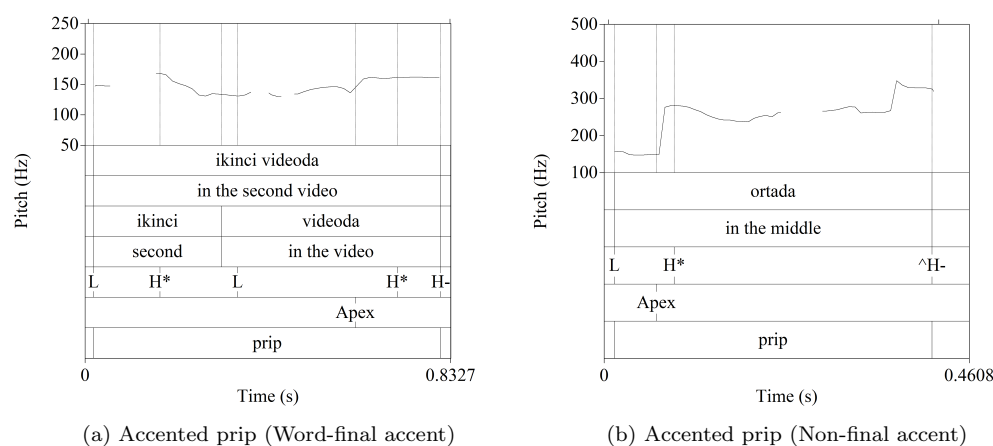 250
200
150
100
50
Pitch (Hz)
ikinci videoda
in the second video
ikinci videoda
second in the video
L H* L H* H-
Apex
prip
0 0.8327
Time (s)
(a) Accented prip (Word-final accent)
500
400
300
200
100
Pitch (Hz)
ortada
in the middle
L H* ^H-
Apex
prip
0 0.4608
Time (s)
(b) Accented prip (Non-final accent)